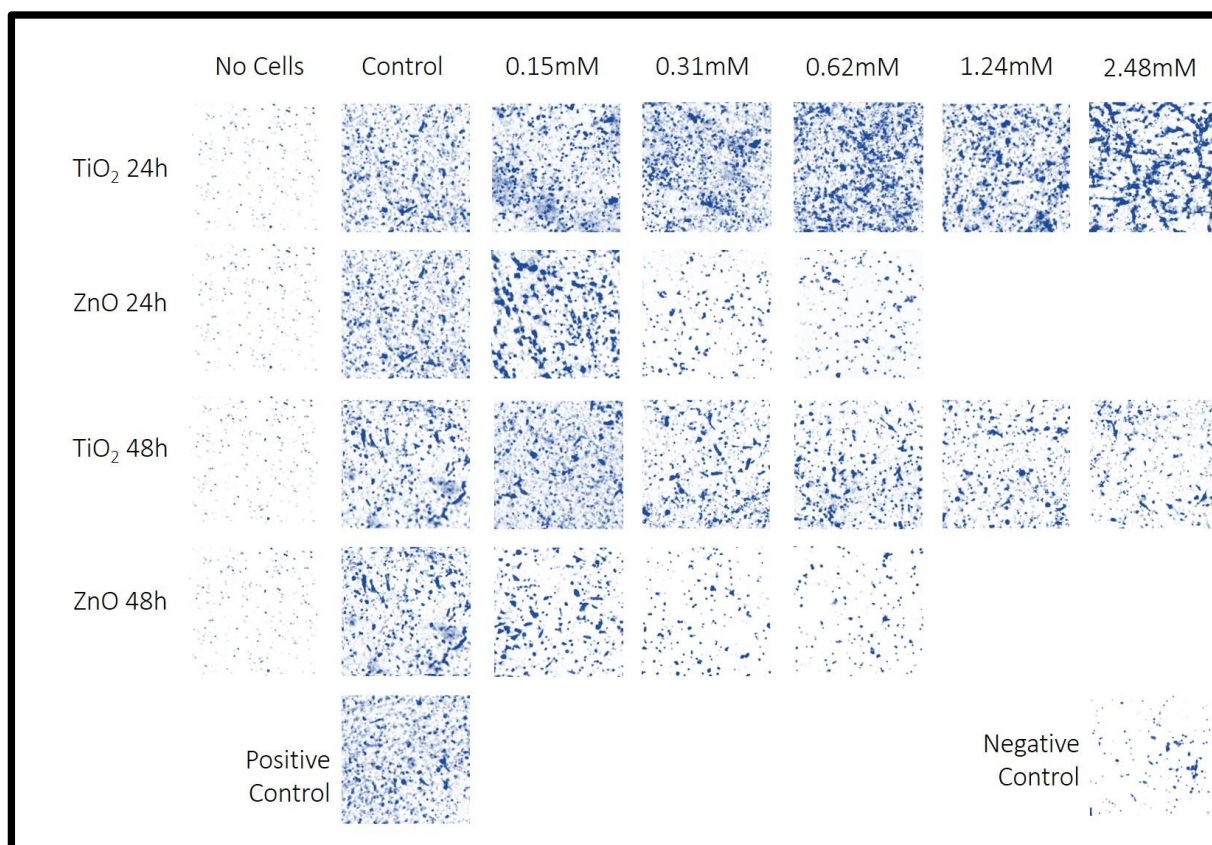 No Cells Control 0.15mM 0.31mM 0.62mM 1.24mM 2.48mM
TiO₂ 24h
ZnO 24h
TiO₂ 48h
ZnO 48h
Positive
Control
Negative
Control